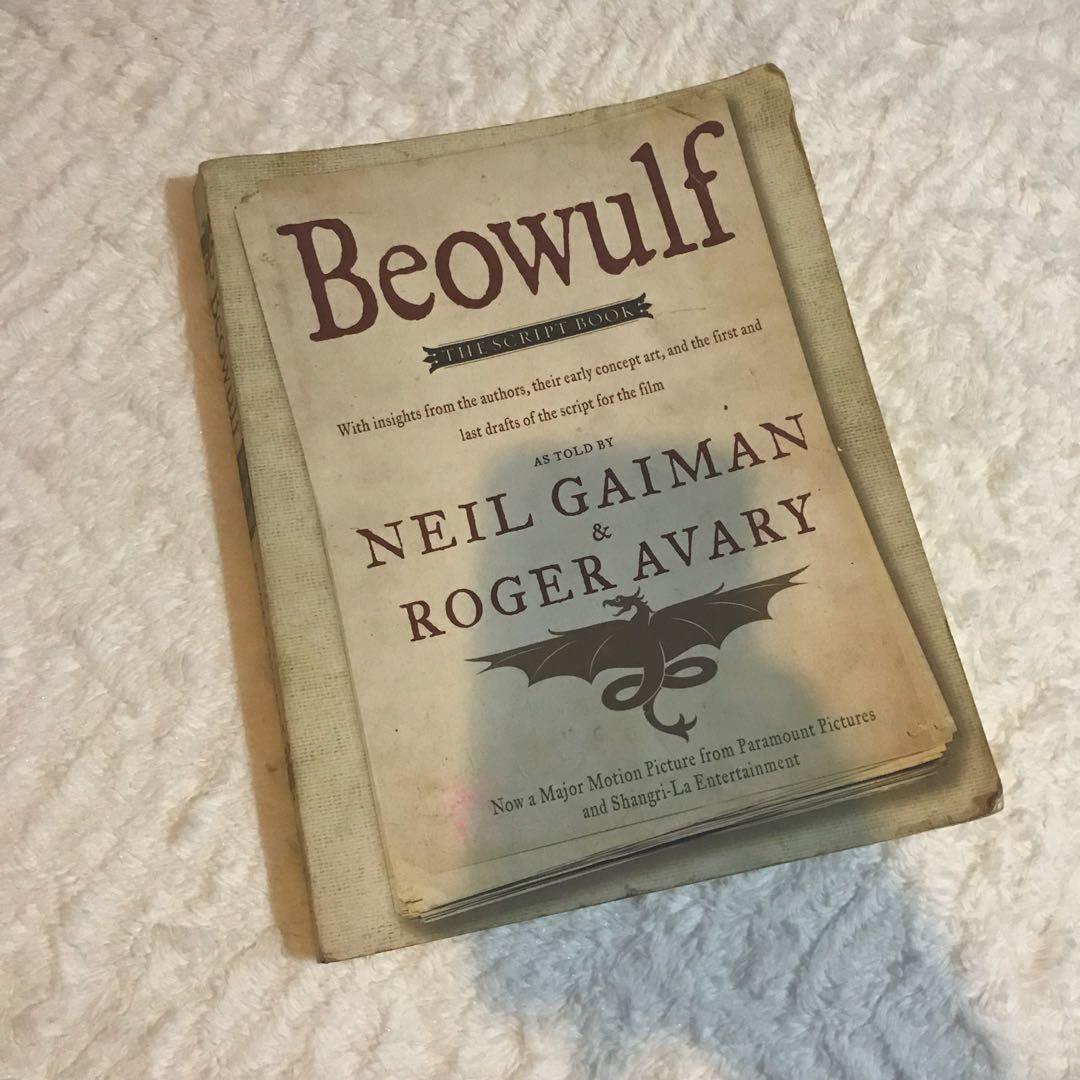 Beowulf
THE SCRIPT BOOK
With insights from the authors, their early concept art, and the first and
last drafts of the script for the film
AS TOLD BY
NEIL GAIMAN
&
ROGER AVARY
Now a Major Motion Picture from Paramount Pictures
and Shangri-La Entertainment